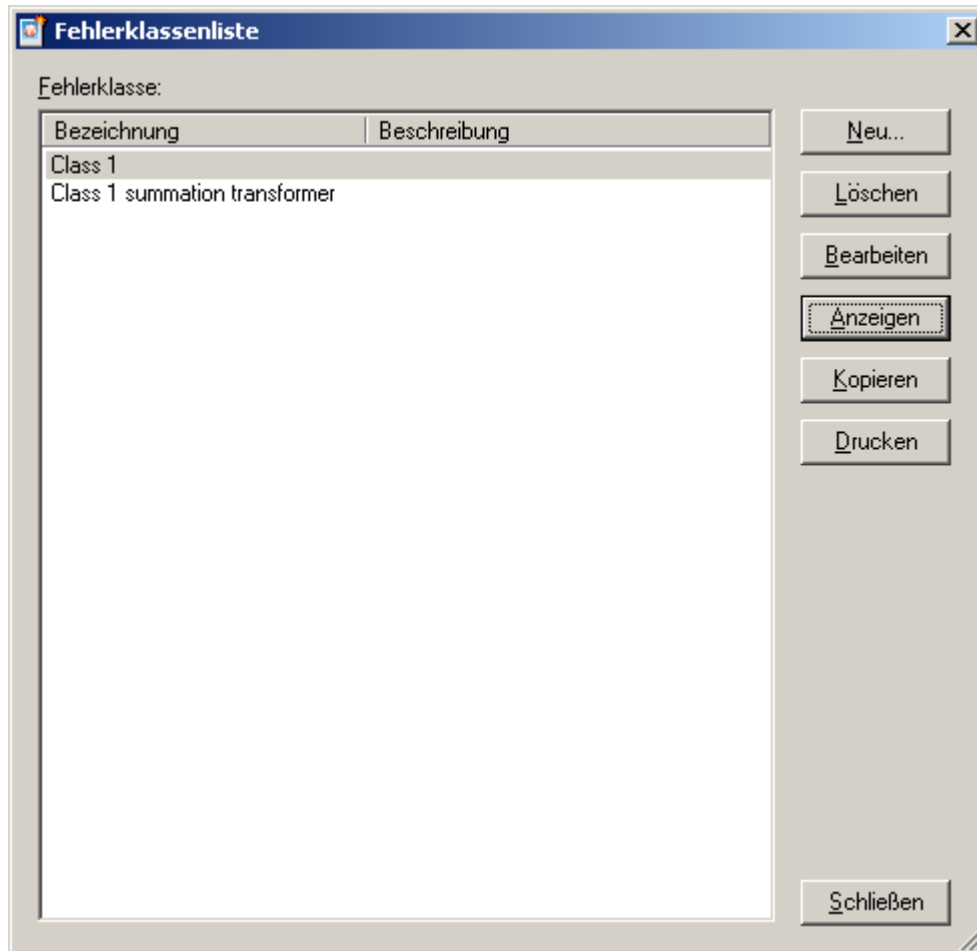 Fehlerklassenliste
Fehlerklasse:
Bezeichnung Beschreibung
Class 1
Class 1 summation transformer
Neu...
Löschen
Bearbeiten
Anzeigen
Kopieren
Drucken
Schließen